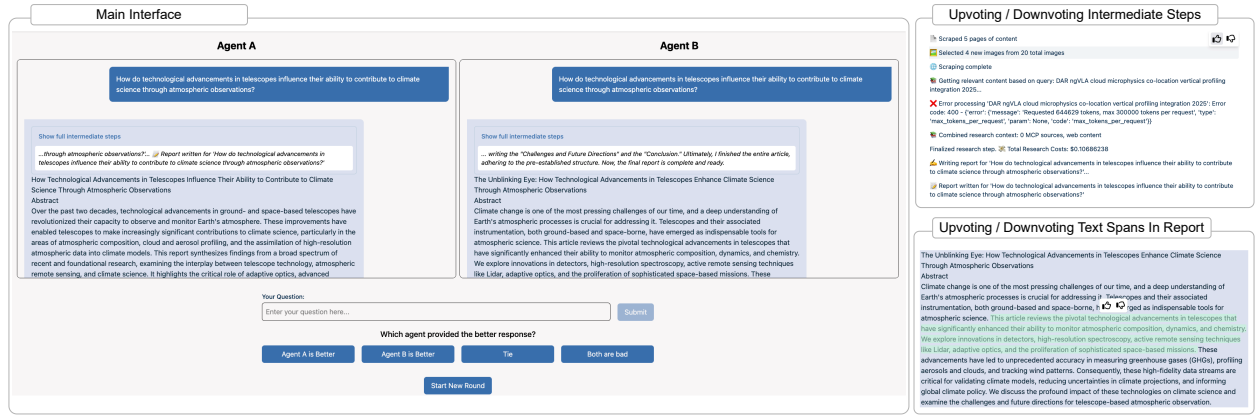 Main Interface
Agent A
How do technological advancements in telescopes influence their ability to contribute to climate
science through atmospheric observations?
Show full intermediate steps
...through atmospheric observations?'... 📝 Report written for 'How do technological advancements in
telescopes influence their ability to contribute to climate science through atmospheric observations?'
How Technological Advancements in Telescopes Influence Their Ability to Contribute to Climate
Science Through Atmospheric Observations
Abstract
Over the past two decades, technological advancements in ground- and space-based telescopes have
revolutionized their capacity to observe and monitor Earth's atmosphere. These improvements have
enabled telescopes to make increasingly significant contributions to climate science, particularly in the
areas of atmospheric composition, cloud and aerosol profiling, and the assimilation of high-resolution
atmospheric data into climate models. This report synthesizes findings from a broad spectrum of
recent and foundational research, examining the interplay between telescope technology, atmospheric
remote sensing, and climate science. It highlights the critical role of adaptive optics, advanced
Agent B
How do technological advancements in telescopes influence their ability to contribute to climate
science through atmospheric observations?
Show full intermediate steps
... writing the "Challenges and Future Directions" and the "Conclusion." Ultimately, I finished the entire article,
adhering to the pre-established structure. Now, the final report is complete and ready.
The Unblinking Eye: How Technological Advancements in Telescopes Enhance Climate Science
Through Atmospheric Observations
Abstract
Climate change is one of the most pressing challenges of our time, and a deep understanding of
Earth's atmospheric processes is crucial for addressing it. Telescopes and their associated
instrumentation, both ground-based and space-borne, have emerged as indispensable tools for
atmospheric science. This article reviews the pivotal technological advancements in telescopes that
have significantly enhanced their ability to monitor atmospheric composition, dynamics, and chemistry.
We explore innovations in detectors, high-resolution spectroscopy, active remote sensing techniques
like Lidar, adaptive optics, and the proliferation of sophisticated space-based missions. These
Your Question:
Enter your question here...
Submit
Which agent provided the better response?
Agent A is Better
Agent B is Better
Tie
Both are bad
Start New Round
Upvoting / Downvoting Intermediate Steps
Scraped 5 pages of content
Selected 4 new images from 20 total images
Scraping complete
Getting relevant content based on query: DAR ngVLA cloud microphysics co-location vertical profiling
integration 2025...
❌ Error processing 'DAR ngVLA cloud microphysics co-location vertical profiling integration 2025': Error
code: 400 - {'error': {'message': 'Requested 644629 tokens, max 300000 tokens per request', 'type':
'max_tokens_per_request', 'param': None, 'code': 'max_tokens_per_request'}}
Combined research context: 0 MCP sources, web content
Finalized research step. 💸 Total Research Costs: $0.10686238
✍️ Writing report for 'How do technological advancements in telescopes influence their ability to contribute
to climate science through atmospheric observations?'...
📝 Report written for 'How do technological advancements in telescopes influence their ability to contribute
to climate science through atmospheric observations?'
Upvoting / Downvoting Text Spans In Report
The Unblinking Eye: How Technological Advancements in Telescopes Enhance Climate Science
Through Atmospheric Observations
Abstract
Climate change is one of the most pressing challenges of our time, and a deep understanding of
Earth's atmospheric processes is crucial for addressing it. Telescopes and their associated
instrumentation, both ground-based and space-borne, h rged as indispensable tools for
atmospheric science. This article reviews the pivotal technological advancements in telescopes that
have significantly enhanced their ability to monitor atmospheric composition, dynamics, and chemistry.
We explore innovations in detectors, high-resolution spectroscopy, active remote sensing techniques
like Lidar, adaptive optics, and the proliferation of sophisticated space-based missions. These
advancements have led to unprecedented accuracy in measuring greenhouse gases (GHGs), profiling
aerosols and clouds, and tracking wind patterns. Consequently, these high-fidelity data streams are
critical for validating climate models, reducing uncertainties in climate projections, and informing
global climate policy. We discuss the profound impact of these technologies on climate science and
examine the challenges and future directions for telescope-based atmospheric observation.